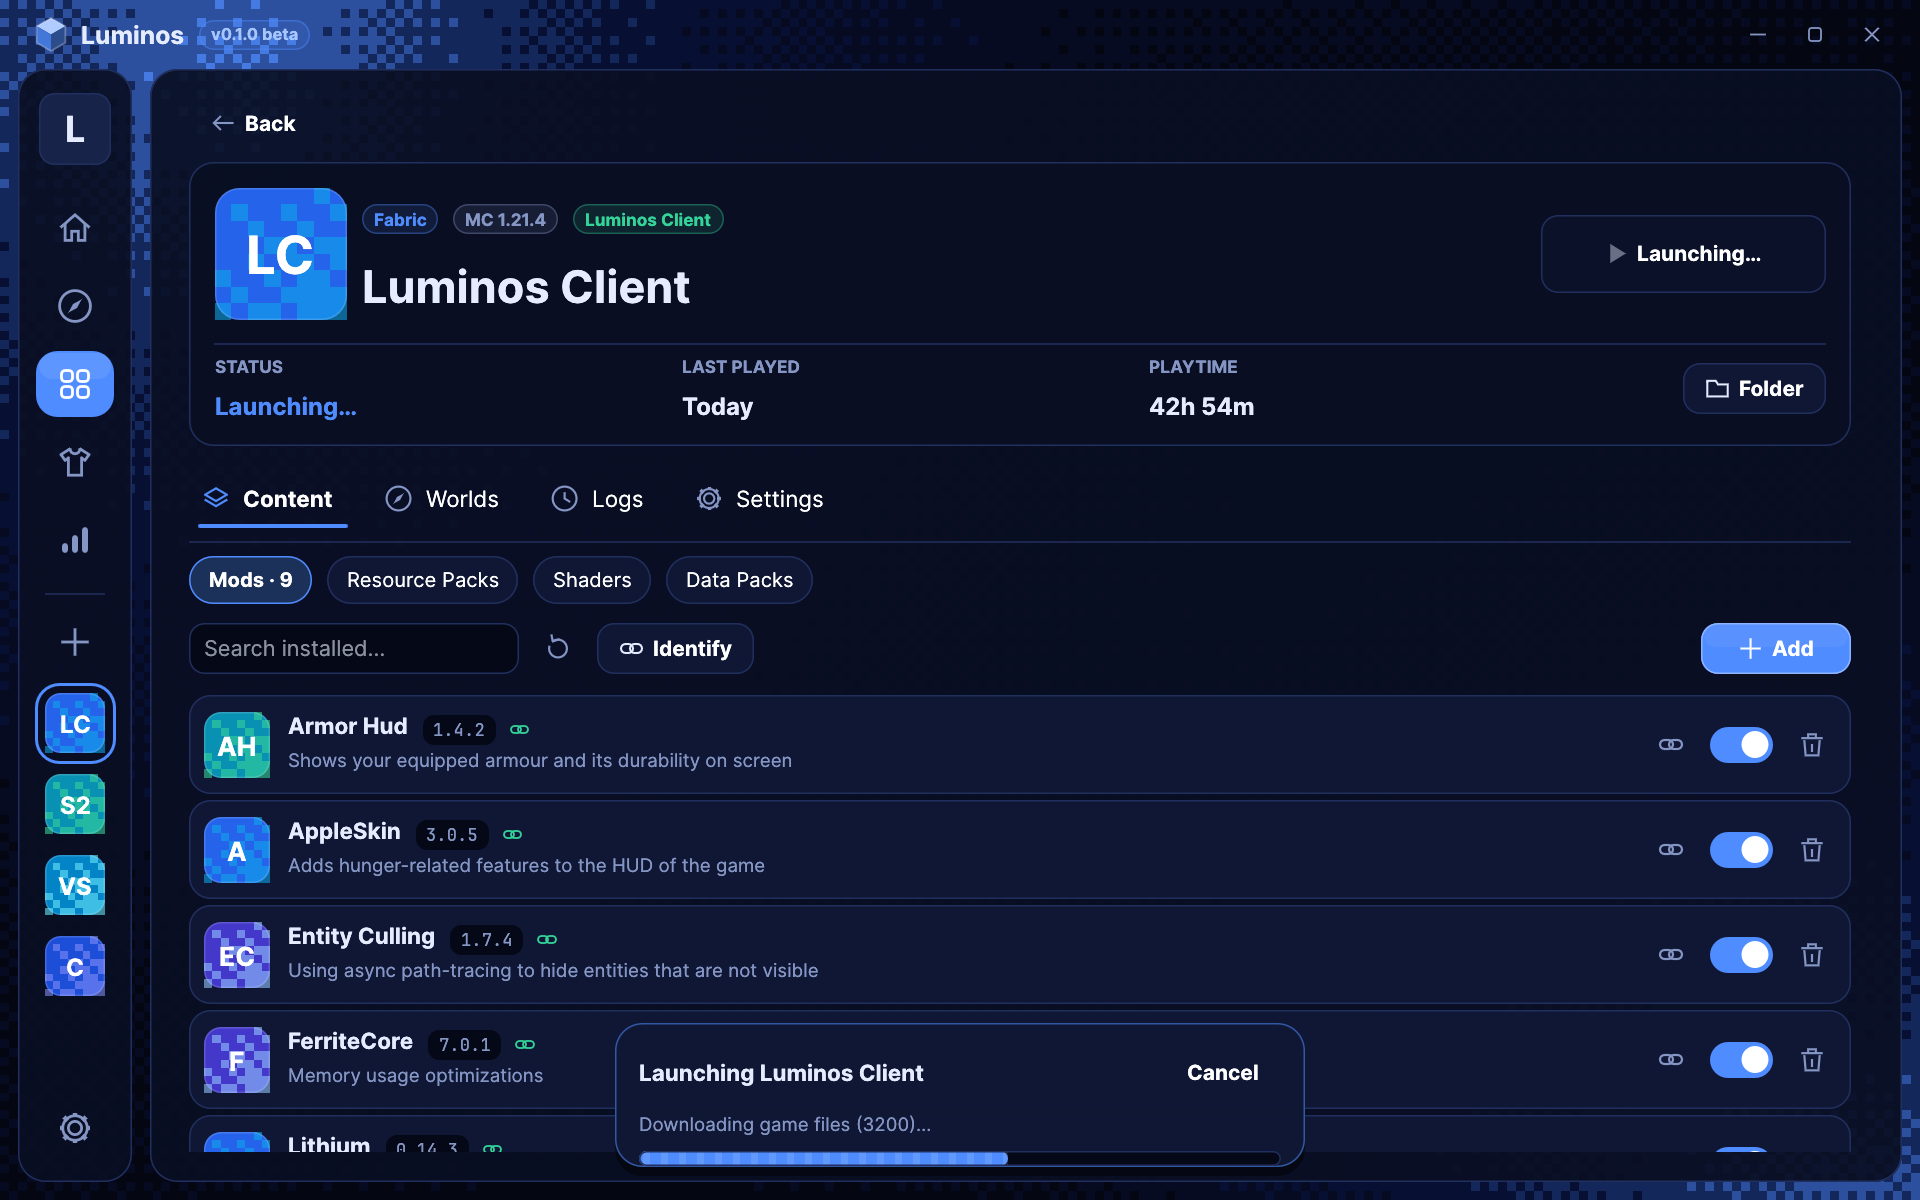 Luminos
v0.1.0 beta
L
Back
LC
Fabric
MC 1.21.4
Luminos Client
Luminos Client
Launching...
STATUS
LAST PLAYED
PLAYTIME
Launching...
Today
42h 54m
Folder
Content
Worlds
Logs
Settings
Mods · 9
Resource Packs
Shaders
Data Packs
Search installed...
Identify
Add
LC
S2
VS
C
AH
Armor Hud
1.4.2
Shows your equipped armour and its durability on screen
A
AppleSkin
3.0.5
Adds hunger-related features to the HUD of the game
EC
Entity Culling
1.7.4
Using async path-tracing to hide entities that are not visible
F
FerriteCore
7.0.1
Memory usage optimizations
Lithium
0.14.3
Launching Luminos Client
Cancel
Downloading game files (3200)...